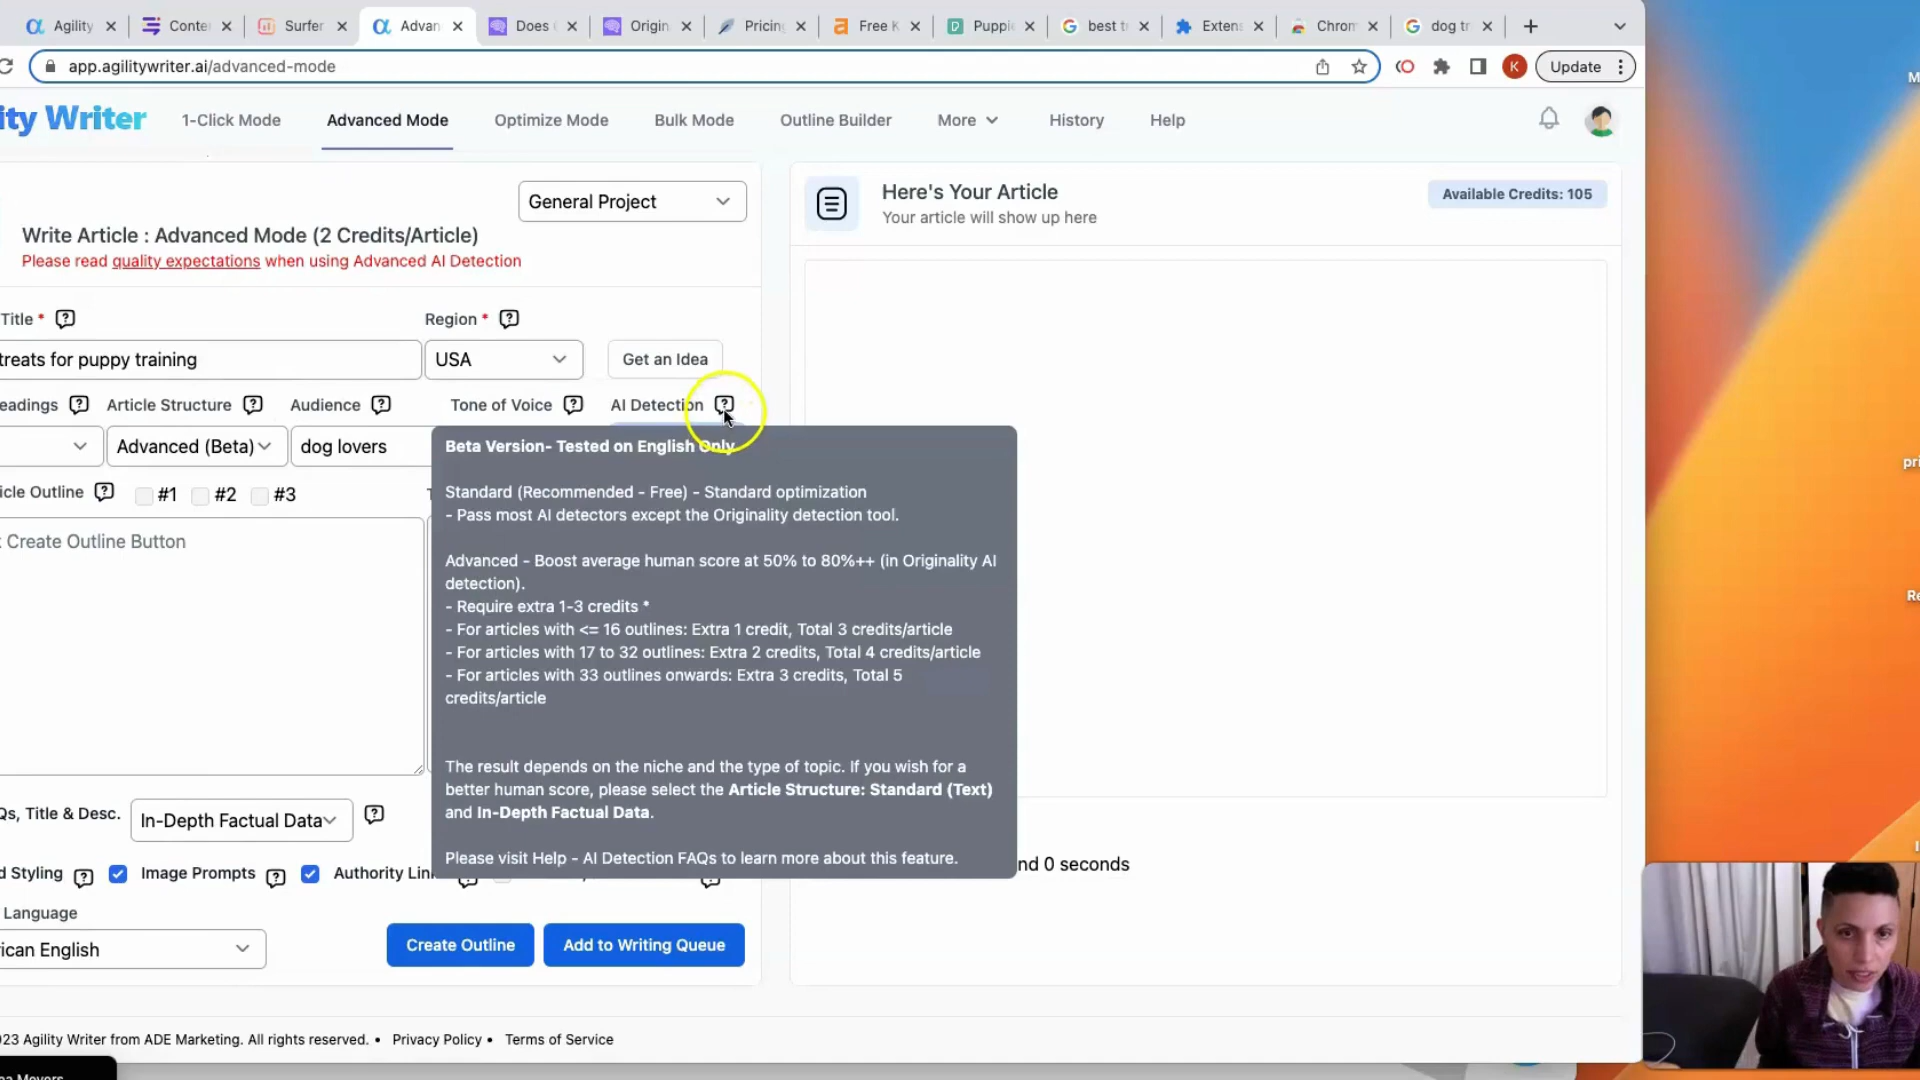 Agility
Conte
Surfer
Advan
Does
Origin
Pricing
Free K
Puppi
best t
Extens
Chrom
dog tr
app.agilitywriter.ai/advanced-mode
K
Update
ity Writer
1-Click Mode
Advanced Mode
Optimize Mode
Bulk Mode
Outline Builder
More
History
Help
General Project
Write Article : Advanced Mode (2 Credits/Article)
Please read quality expectations when using Advanced AI Detection
Here's Your Article
Your article will show up here
Available Credits: 105
Title *
Region *
treats for puppy training
USA
Get an Idea
eadings
Article Structure
Audience
Tone of Voice
AI Detection
Advanced (Beta)
dog lovers
Beta Version- Tested on English Only
Standard (Recommended - Free) - Standard optimization
- Pass most AI detectors except the Originality detection tool.
Advanced - Boost average human score at 50% to 80%++ (in Originality AI
detection).
- Require extra 1-3 credits *
- For articles with <= 16 outlines: Extra 1 credit, Total 3 credits/article
- For articles with 17 to 32 outlines: Extra 2 credits, Total 4 credits/article
- For articles with 33 outlines onwards: Extra 3 credits, Total 5
credits/article
The result depends on the niche and the type of topic. If you wish for a
better human score, please select the Article Structure: Standard (Text)
and In-Depth Factual Data.
Please visit Help - AI Detection FAQs to learn more about this feature.
icle Outline
#1
#2
#3
Create Outline Button
Qs, Title & Desc.
In-Depth Factual Data
nd 0 seconds
d Styling
Image Prompts
Authority Lin
Language
ican English
Create Outline
Add to Writing Queue
023 Agility Writer from ADE Marketing. All rights reserved. • Privacy Policy • Terms of Service
M
pri
Re